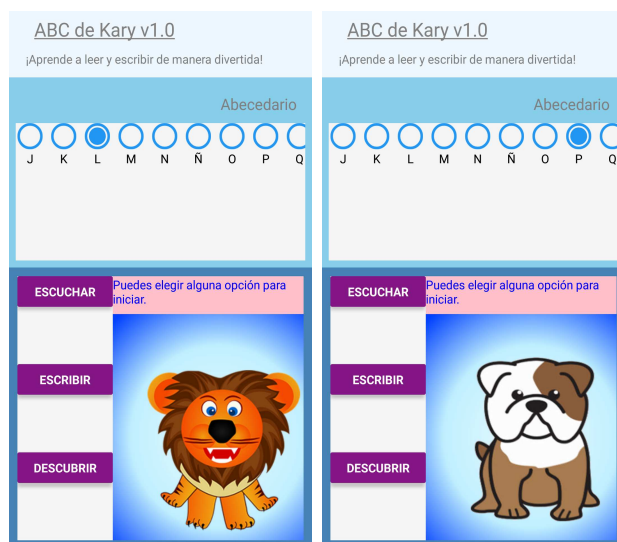 ABC de Kary v1.0
¡Aprende a leer y escribir de manera divertida!
Abecedario
J K L M N Ñ O P Q
ESCUCHAR
Puedes elegir alguna opción para
iniciar.
ESCRIBIR
DESCUBRIR
ABC de Kary v1.0
¡Aprende a leer y escribir de manera divertida!
Abecedario
J K L M N Ñ O P Q
ESCUCHAR
Puedes elegir alguna opción para
iniciar.
ESCRIBIR
DESCUBRIR